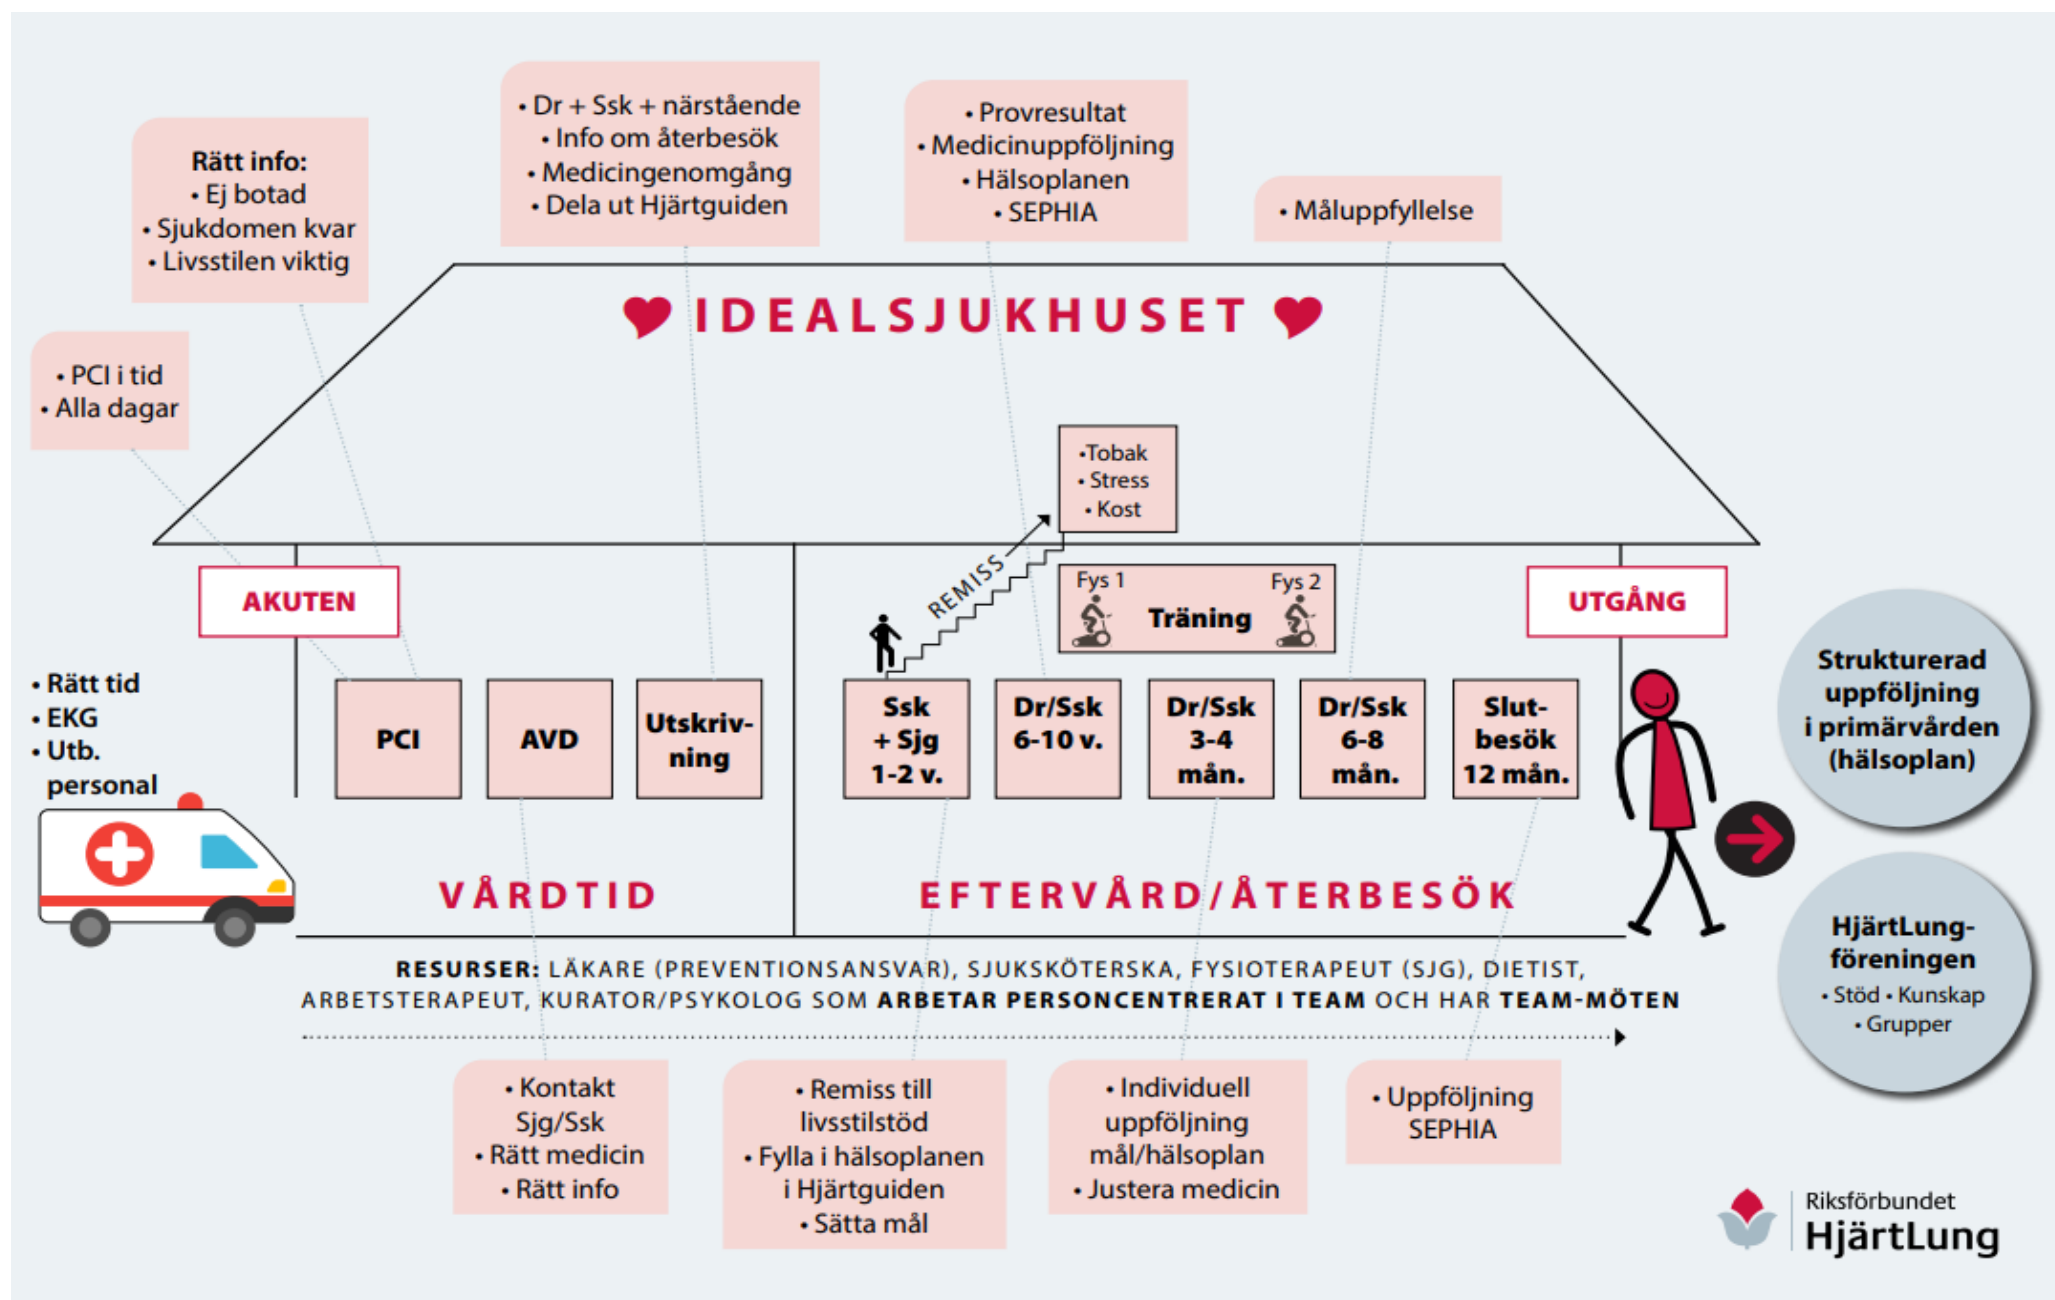 • Dr + Ssk + närstående
• Info om återbesök
• Medicingenomgång
• Dela ut Hjärtguiden
• Provresultat
• Medicinuppföljning
• Hälsoplanen
• SEPHIA
Rätt info:
• Ej botad
• Sjukdomen kvar
• Livsstilen viktig
• Måluppfyllelse
IDEALSJUKHUSET
• PCI i tid
• Alla dagar
•Tobak
• Stress
• Kost
REMISS
Fys 1
Fys 2
Träning
AKUTEN
UTGÅNG
• Rätt tid
• EKG
• Utb.
personal
PCI
AVD
Utskriv-
ning
Ssk
+ Sjg
1-2 v.
Dr/Ssk
6-10 v.
Dr/Ssk
3-4
mån.
Dr/Ssk
6-8
mån.
Slut-
besök
12 mån.
Strukturerad
uppföljning
i primärvården
(hälsoplan)
VÅRDTID
EFTERVÅRD/ÅTERBESÖK
HjärtLung-
föreningen
• Stöd • Kunskap
• Grupper
RESURSER: LÄKARE (PREVENTIONSANSVAR), SJUKSKÖTERSKA, FYSIOTERAPEUT (SJG), DIETIST,
ARBETSTERAPEUT, KURATOR/PSYKOLOG SOM ARBETAR PERSONCENTRERAT I TEAM OCH HAR TEAM-MÖTEN
• Kontakt
Sjg/Ssk
• Rätt medicin
• Rätt info
• Remiss till
livsstilstöd
• Fylla i hälsoplanen
i Hjärtguiden
• Sätta mål
• Individuell
uppföljning
mål/hälsoplan
• Justera medicin
• Uppföljning
SEPHIA
Riksförbundet
HjärtLung